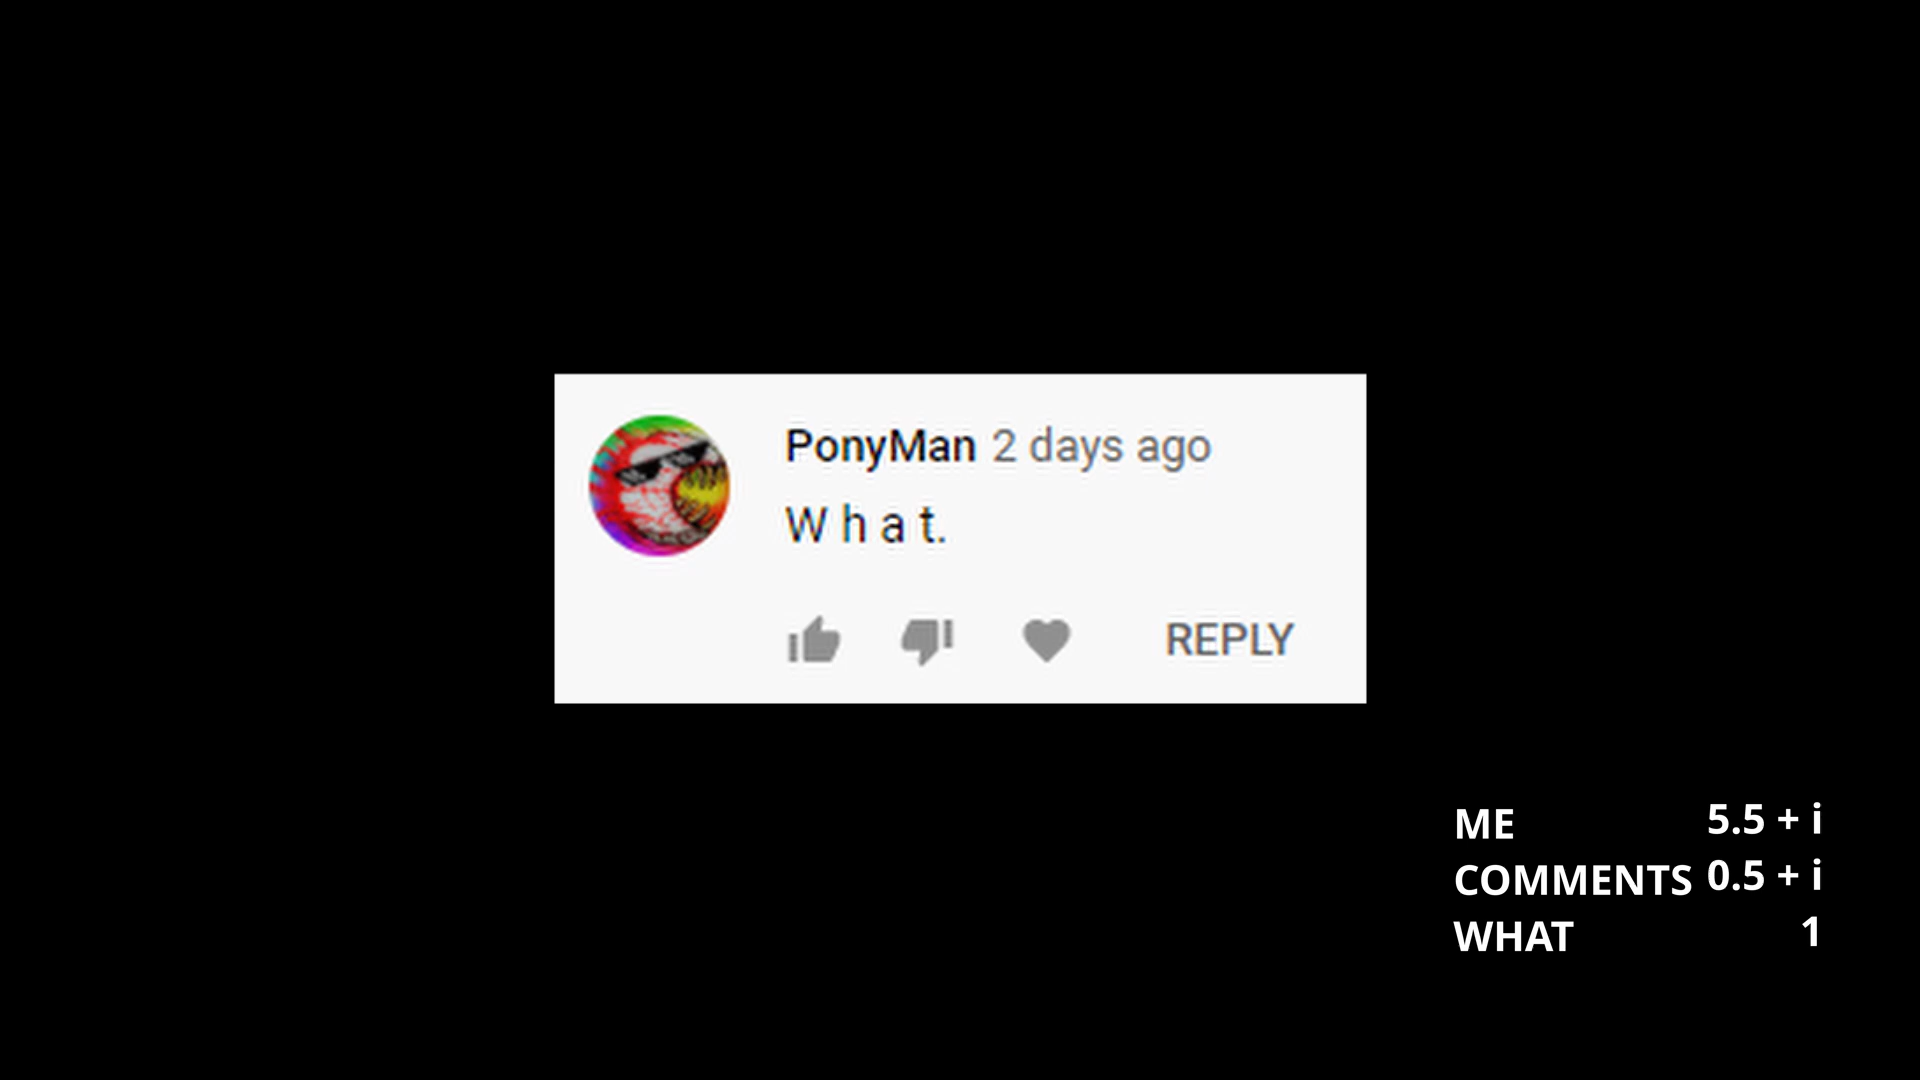 PonyMan 2 days ago
W h a t.
REPLY
ME 5.5 + i
COMMENTS 0.5 + i
WHAT 1